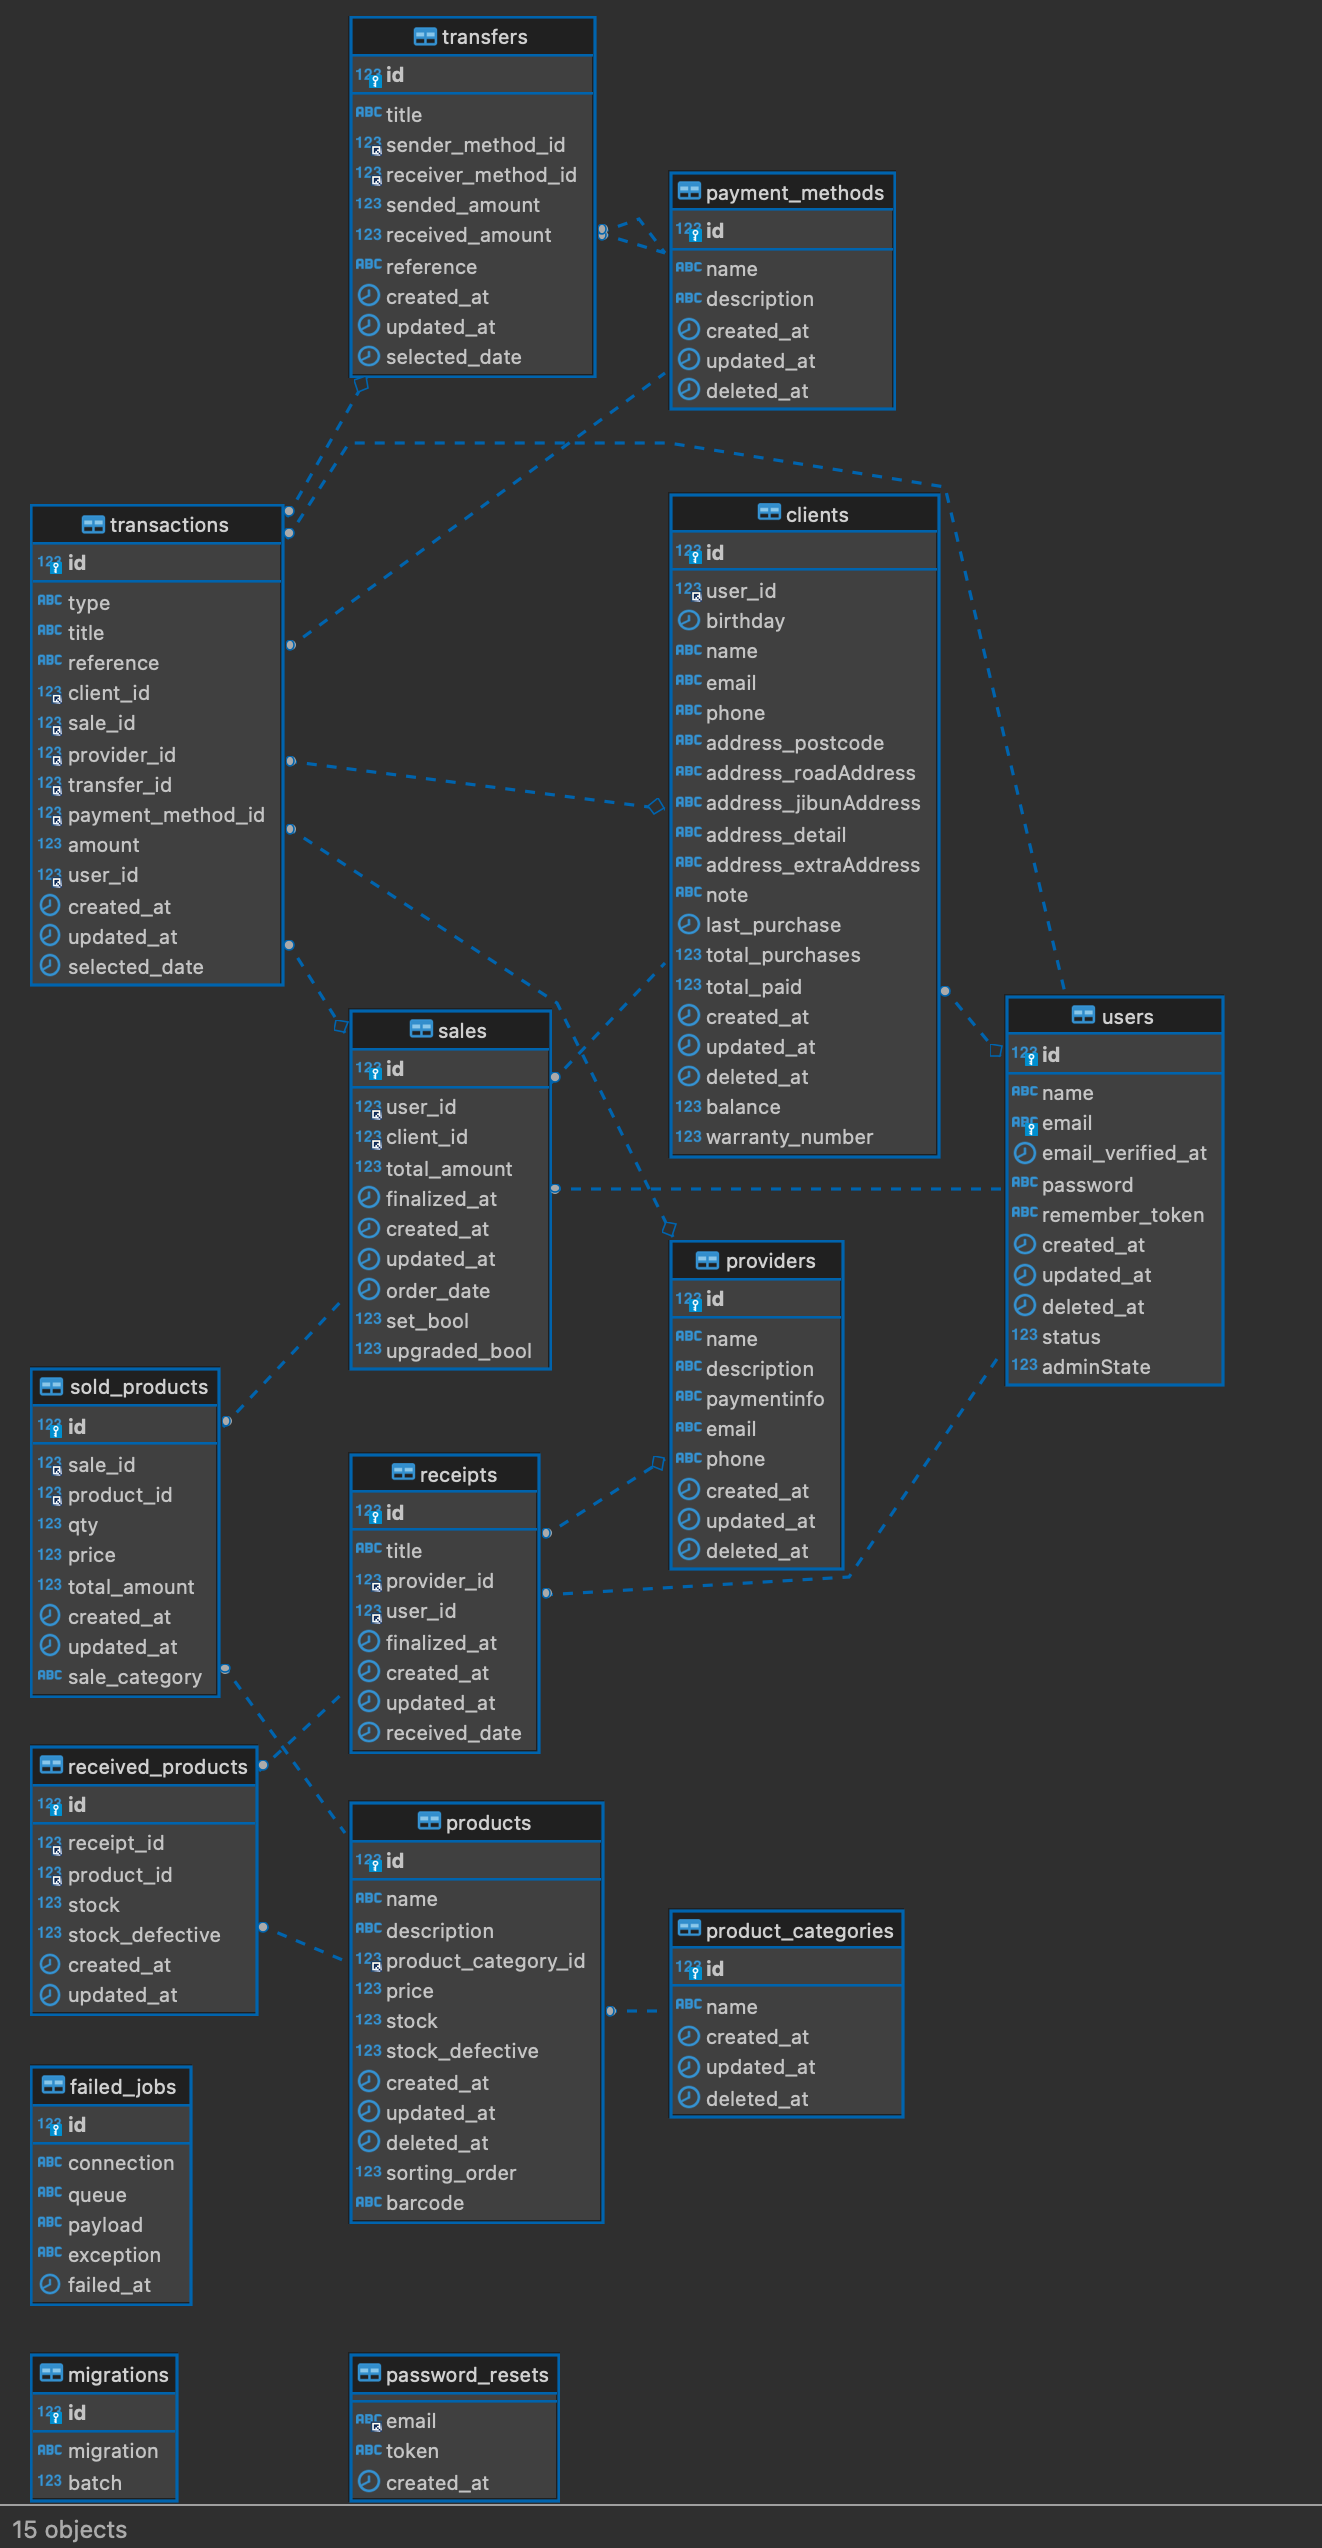 transfers
id
title
sender_method_id
receiver_method_id
sended_amount
received_amount
reference
created_at
updated_at
selected_date
payment_methods
id
name
description
created_at
updated_at
deleted_at
transactions
id
type
title
reference
client_id
sale_id
provider_id
transfer_id
payment_method_id
amount
user_id
created_at
updated_at
selected_date
clients
id
user_id
birthday
name
email
phone
address_postcode
address_roadAddress
address_jibunAddress
address_detail
address_extraAddress
note
last_purchase
total_purchases
total_paid
created_at
updated_at
deleted_at
balance
warranty_number
users
id
name
email
email_verified_at
password
remember_token
created_at
updated_at
deleted_at
status
adminState
sales
id
user_id
client_id
total_amount
finalized_at
created_at
updated_at
order_date
set_bool
upgraded_bool
providers
id
name
description
paymentinfo
email
phone
created_at
updated_at
deleted_at
sold_products
id
sale_id
product_id
qty
price
total_amount
created_at
updated_at
sale_category
receipts
id
title
provider_id
user_id
finalized_at
created_at
updated_at
received_date
received_products
id
receipt_id
product_id
stock
stock_defective
created_at
updated_at
products
id
name
description
product_category_id
price
stock
stock_defective
created_at
updated_at
deleted_at
sorting_order
barcode
product_categories
id
name
created_at
updated_at
deleted_at
failed_jobs
id
connection
queue
payload
exception
failed_at
migrations
id
migration
batch
password_resets
email
token
created_at
15 objects